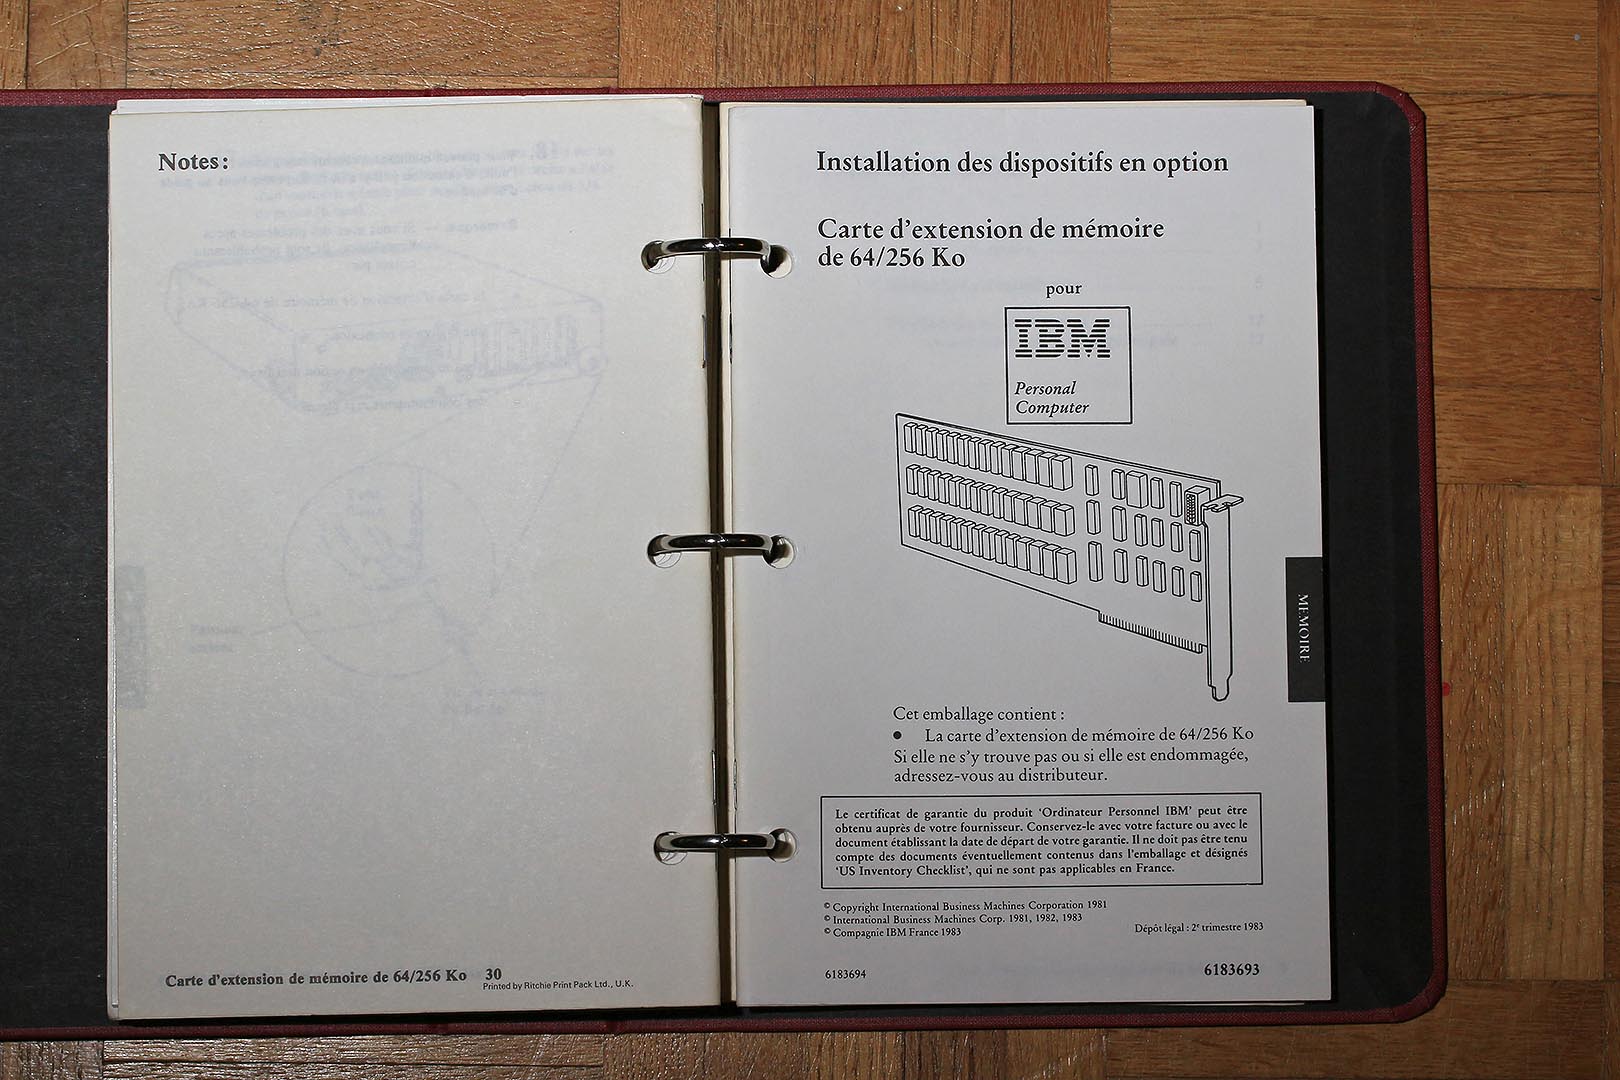 Notes:
Carte d'extension de mémoire de 64/256 Ko 30
Printed by Ritchie Print Pack Ltd., U.K.
Installation des dispositifs en option
Carte d'extension de mémoire
de 64/256 Ko
pour
IBM
Personal
Computer
MEMOIRE
Cet emballage contient :
● La carte d'extension de mémoire de 64/256 Ko
Si elle ne s'y trouve pas ou si elle est endommagée,
adressez-vous au distributeur.
Le certificat de garantie du produit 'Ordinateur Personnel IBM' peut être
obtenu auprès de votre fournisseur. Conservez-le avec votre facture ou avec le
document établissant la date de départ de votre garantie. Il ne doit pas être tenu
compte des documents éventuellement contenus dans l'emballage et désignés
'US Inventory Checklist', qui ne sont pas applicables en France.
© Copyright International Business Machines Corporation 1981
© International Business Machines Corp. 1981, 1982, 1983
© Compagnie IBM France 1983
Dépôt légal : 2e trimestre 1983
6183694
6183693